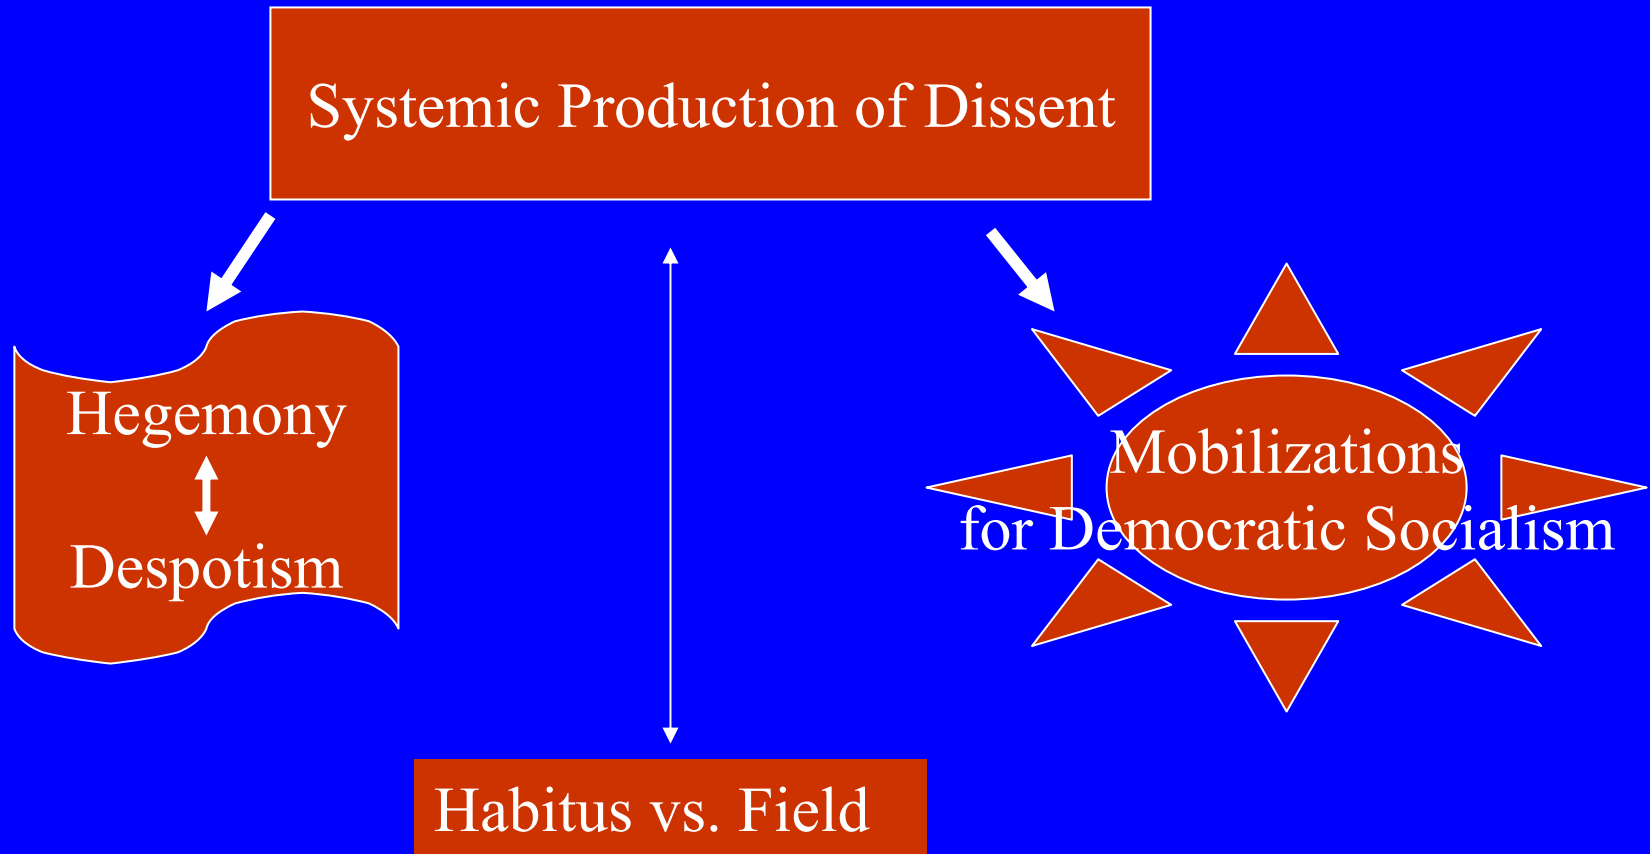 Systemic Production of Dissent
Hegemony
Despotism
Mobilizations
for Democratic Socialism
Habitus vs. Field